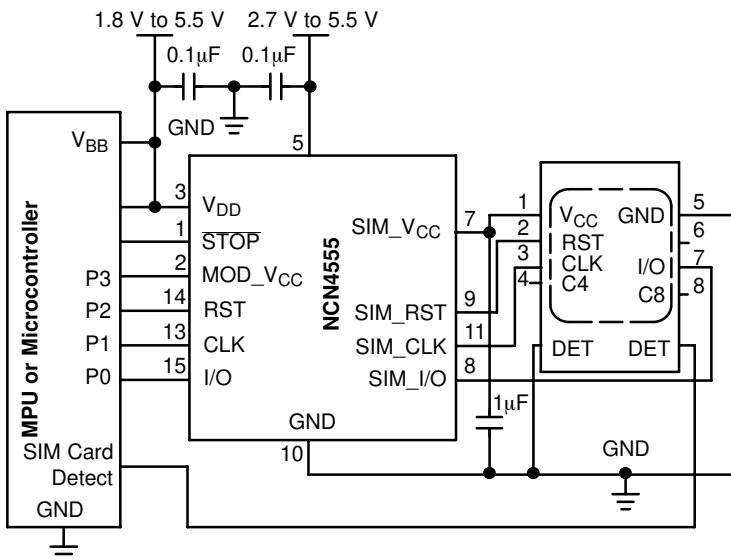 1.8 V to 5.5 V
2.7 V to 5.5 V
0.1μF
0.1μF
GND
MPU or Microcontroller
VBB
P3
P2
P1
P0
SIM Card
Detect
GND
3
1
2
14
13
15
5
VDD
STOP
MOD_VCC
RST
CLK
I/O
NCN4555
SIM_VCC
SIM_RST
SIM_CLK
SIM_I/O
GND
10
7
9
11
8
1μF
1
2
3
4
VCC
RST
CLK
C4
GND
I/O
C8
DET
DET
5
6
7
8
GND